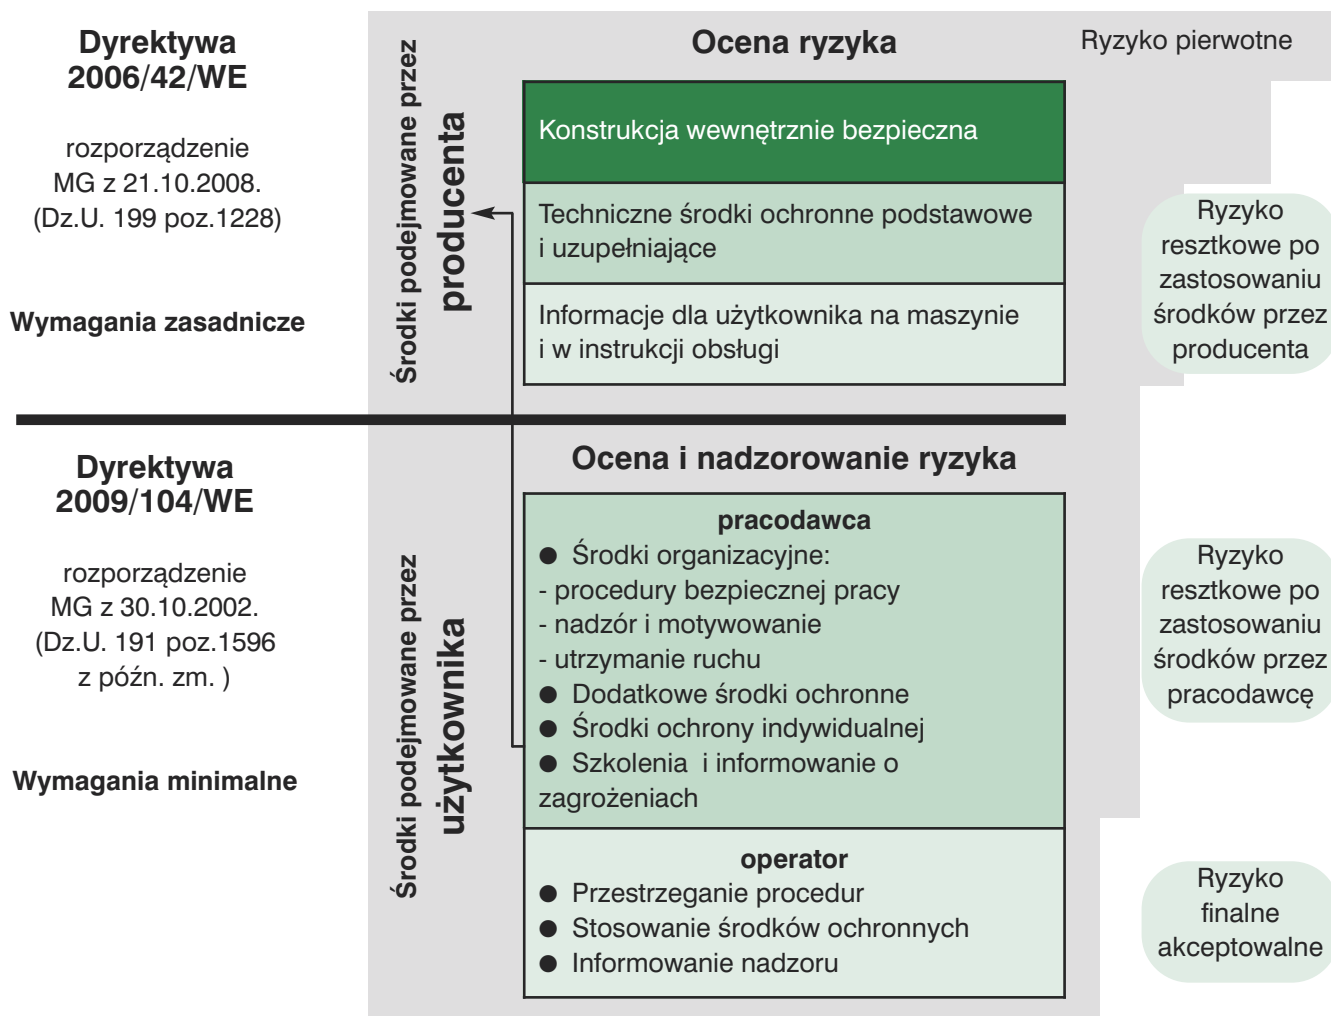 Dyrektywa
2006/42/WE
rozporządzenie
MG z 21.10.2008.
(Dz.U. 199 poz.1228)
Wymagania zasadnicze
Środki podejmowane przez
producenta
Ocena ryzyka
Konstrukcja wewnętrznie bezpieczna
Techniczne środki ochronne podstawowe
i uzupełniające
Informacje dla użytkownika na maszynie
i w instrukcji obsługi
Ryzyko pierwotne
Ryzyko
resztkowe po
zastosowaniu
środków przez
producenta
Dyrektywa
2009/104/WE
rozporządzenie
MG z 30.10.2002.
(Dz.U. 191 poz.1596
z późn. zm. )
Wymagania minimalne
Środki podejmowane przez
użytkownika
Ocena i nadzorowanie ryzyka
pracodawca
● Środki organizacyjne:
- procedury bezpiecznej pracy
- nadzór i motywowanie
- utrzymanie ruchu
● Dodatkowe środki ochronne
● Środki ochrony indywidualnej
● Szkolenia i informowanie o
zagrożeniach
operator
● Przestrzeganie procedur
● Stosowanie środków ochronnych
● Informowanie nadzoru
Ryzyko
resztkowe po
zastosowaniu
środków przez
pracodawcę
Ryzyko
finalne
akceptowalne